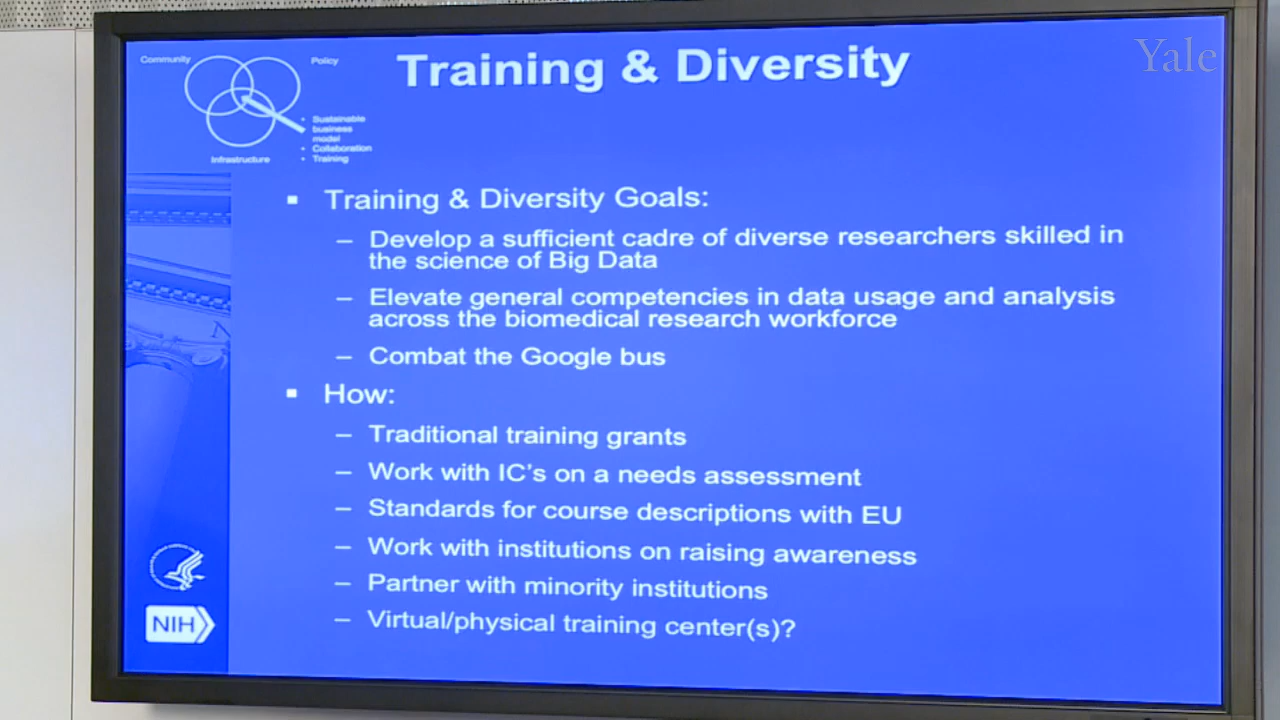 Yale
Community
Policy
Training & Diversity
• Sustainable
business
model
• Collaboration
• Training
Infrastructure
▪ Training & Diversity Goals:
– Develop a sufficient cadre of diverse researchers skilled in
the science of Big Data
– Elevate general competencies in data usage and analysis
across the biomedical research workforce
– Combat the Google bus
▪ How:
– Traditional training grants
– Work with IC's on a needs assessment
– Standards for course descriptions with EU
– Work with institutions on raising awareness
– Partner with minority institutions
– Virtual/physical training center(s)?
NIH